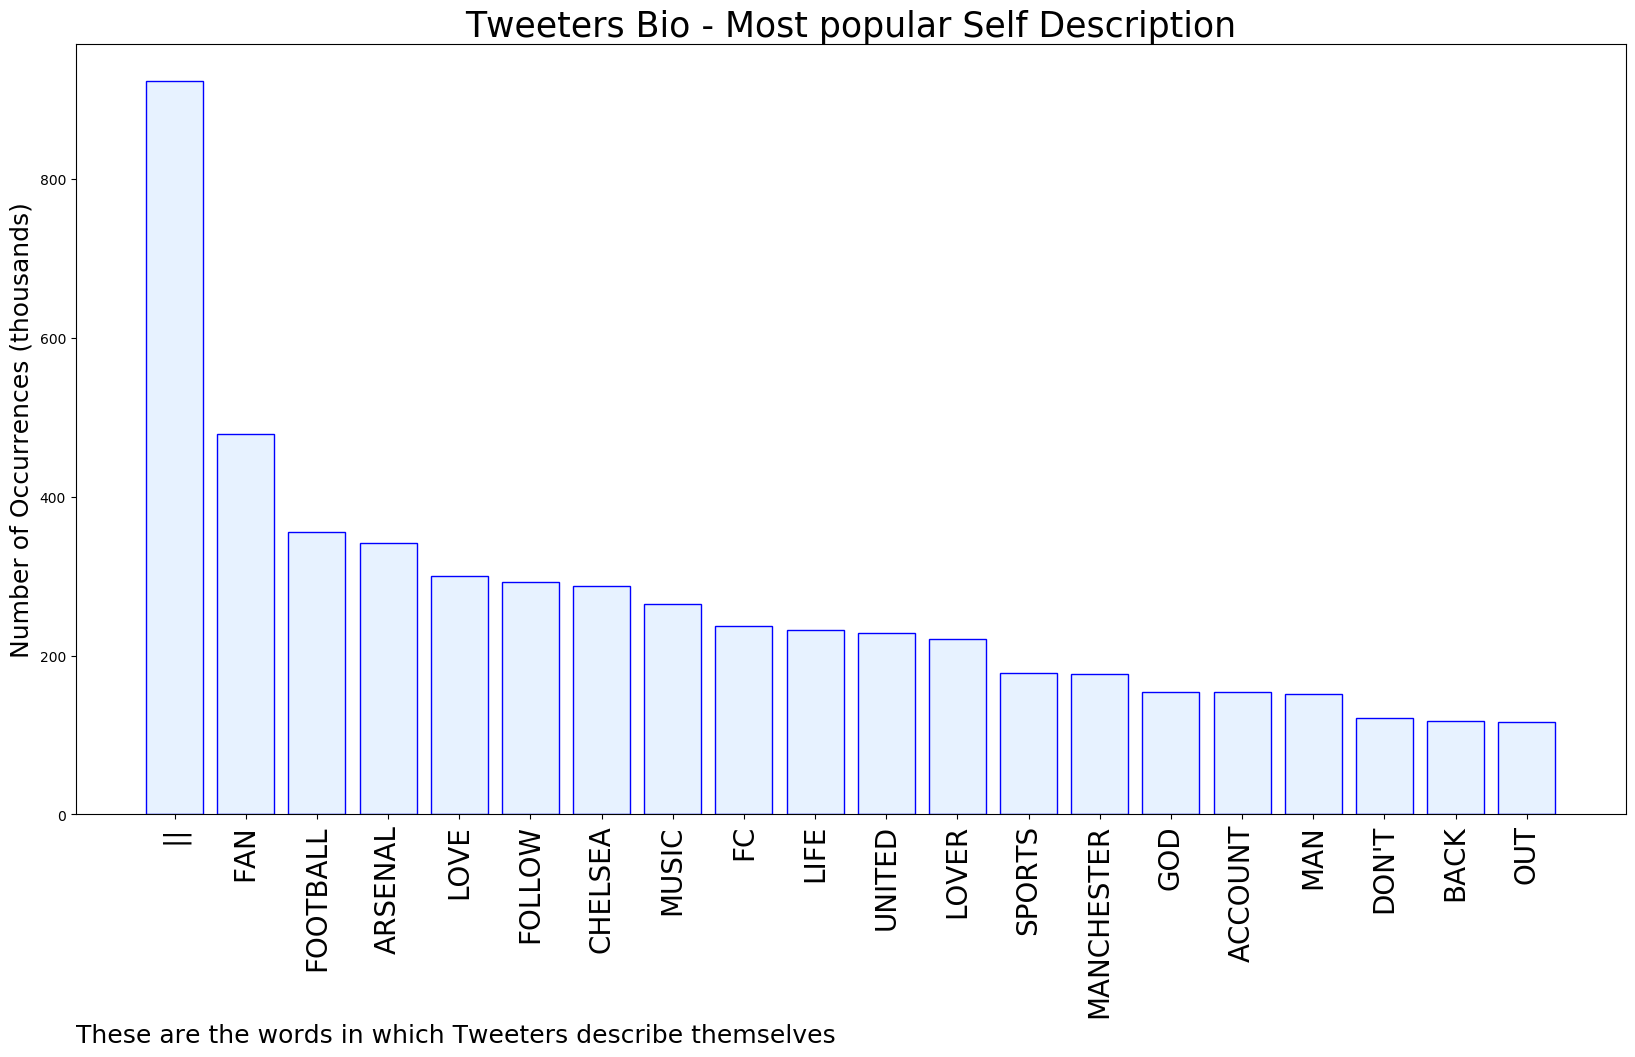 Tweeters Bio - Most popular Self Description
Number of Occurrences (thousands)
800
600
400
200
0
||
FAN
FOOTBALL
ARSENAL
LOVE
FOLLOW
CHELSEA
MUSIC
FC
LIFE
UNITED
LOVER
SPORTS
MANCHESTER
GOD
ACCOUNT
MAN
DON'T
BACK
OUT
These are the words in which Tweeters describe themselves